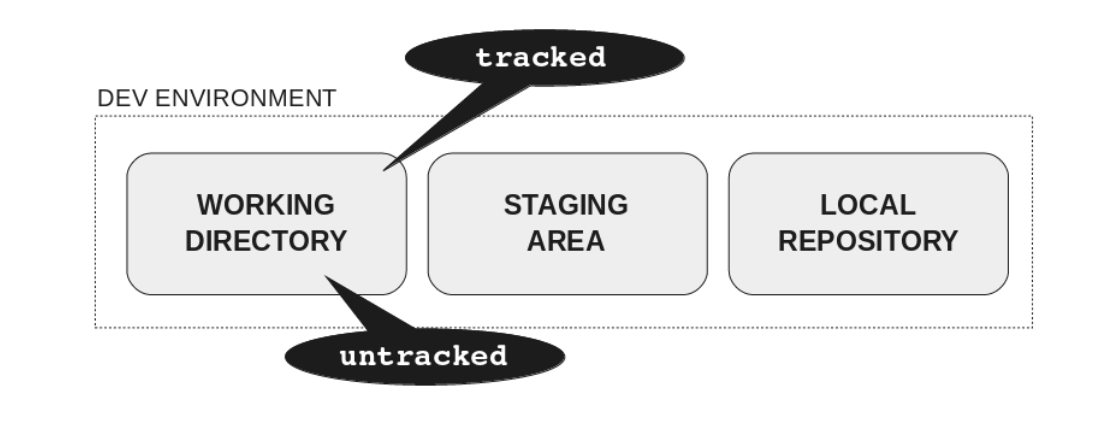 tracked
DEV ENVIRONMENT
WORKING
DIRECTORY
STAGING
AREA
LOCAL
REPOSITORY
untracked